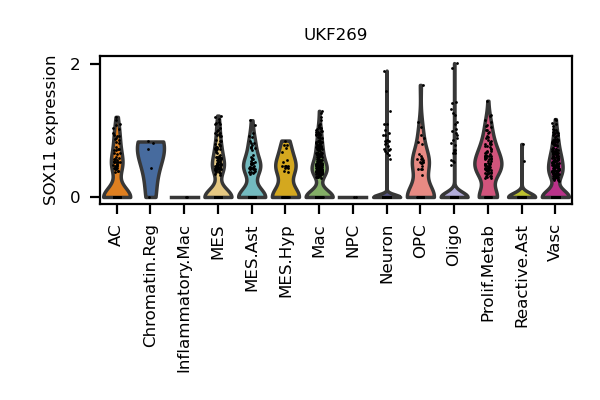 UKF269
SOX11 expression
2
0
AC
Chromatin.Reg
Inflammatory.Mac
MES
MES.Ast
MES.Hyp
Mac
NPC
Neuron
OPC
Oligo
Prolif.Metab
Reactive.Ast
Vasc